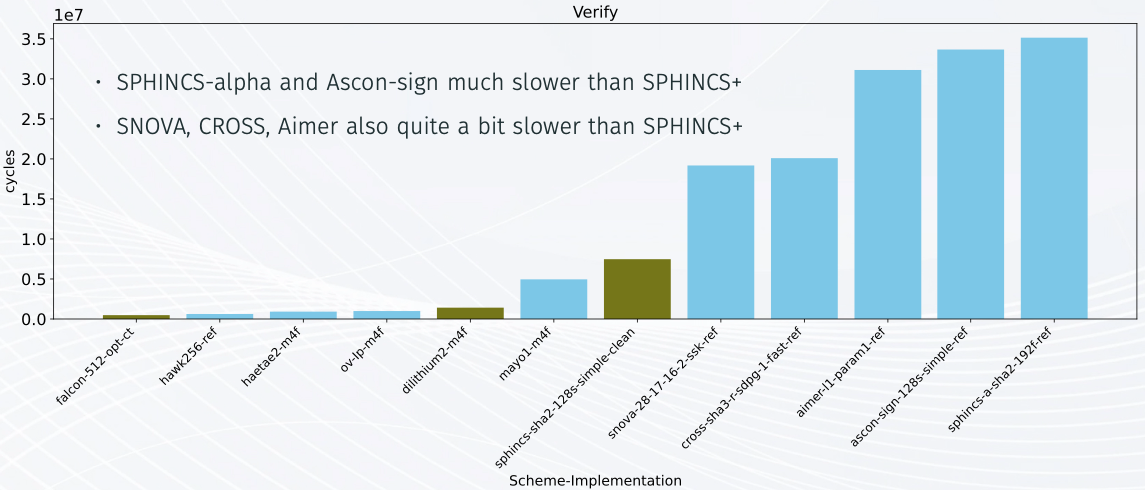 Verify
1e7
• SPHINCS-alpha and Ascon-sign much slower than SPHINCS+
• SNOVA, CROSS, Aimer also quite a bit slower than SPHINCS+
cycles
3.5
3.0
2.5
2.0
1.5
1.0
0.5
0.0
falcon-512-opt-ct
hawk256-ref
haetae2-m4f
ov-Ip-m4f
dilithium2-m4f
mayo1-m4f
sphincs-sha2-128s-simple-clean
snova-28-17-16-2-ssk-ref
cross-sha3-r-sdpg-1-fast-ref
aimer-l1-param1-ref
ascon-sign-128s-simple-ref
sphincs-a-sha2-192f-ref
Scheme-Implementation